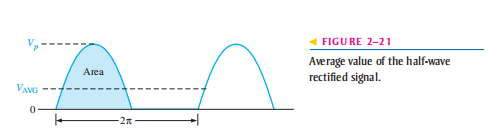 Vp
Area
VAVG
0
2π
◄ FIGURE 2–21
Average value of the half-wave
rectified signal.